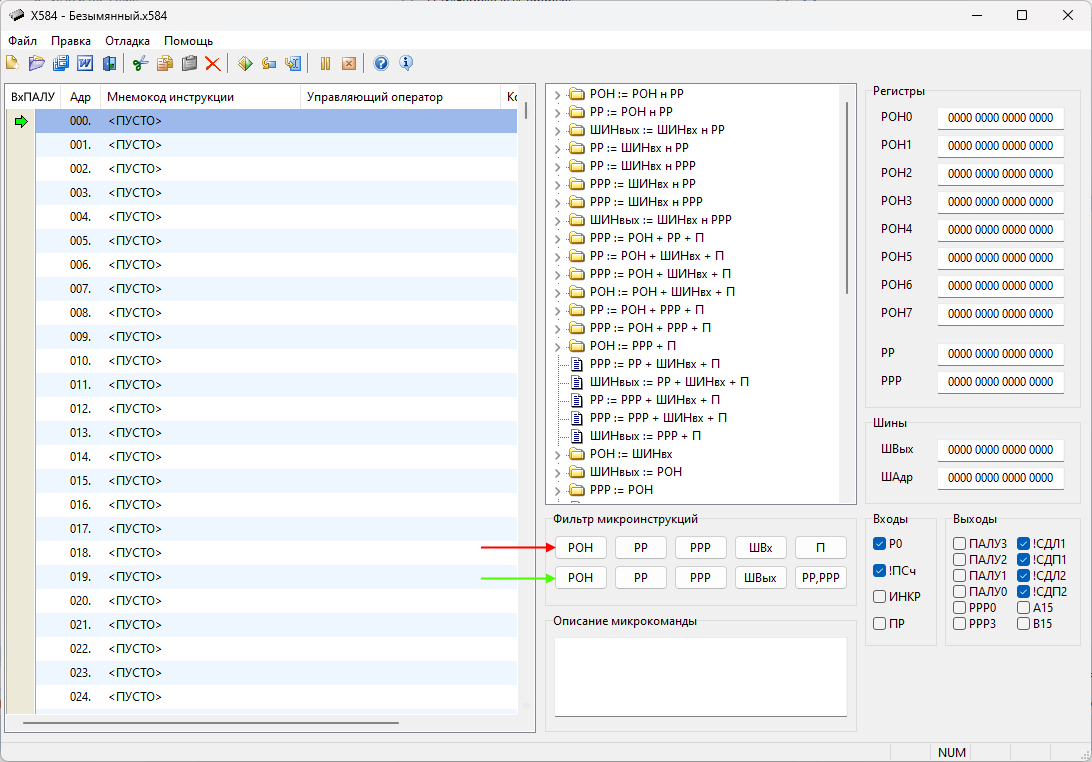 X584 - Безымянный.x584
Файл Правка Отладка Помощь
ВхПАЛУ Адр Мнемокод инструкции Управляющий оператор Кс
000. <ПУСТО>
001. <ПУСТО>
002. <ПУСТО>
003. <ПУСТО>
004. <ПУСТО>
005. <ПУСТО>
006. <ПУСТО>
007. <ПУСТО>
008. <ПУСТО>
009. <ПУСТО>
010. <ПУСТО>
011. <ПУСТО>
012. <ПУСТО>
013. <ПУСТО>
014. <ПУСТО>
015. <ПУСТО>
016. <ПУСТО>
017. <ПУСТО>
018. <ПУСТО>
019. <ПУСТО>
020. <ПУСТО>
021. <ПУСТО>
022. <ПУСТО>
023. <ПУСТО>
024. <ПУСТО>
РОН := РОН н РР
РР := РОН н РР
ШИНвых := ШИНвх н РР
РР := ШИНвх н РР
РР := ШИНвх н РРР
РРР := ШИНвх н РР
РРР := ШИНвх н РРР
ШИНвых := ШИНвх н РРР
РРР := РОН + РР + П
РР := РОН + ШИНвх + П
РРР := РОН + ШИНвх + П
РОН := РОН + ШИНвх + П
РР := РОН + РРР + П
РРР := РОН + РРР + П
РОН := РРР + П
РРР := РР + ШИНвх + П
ШИНвых := РР + ШИНвх + П
РР := РРР + ШИНвх + П
РРР := РРР + ШИНвх + П
ШИНвых := РРР + П
РОН := ШИНвх
ШИНвых := РОН
РРР := РОН
Фильтр микроинструкций
РОН РР РРР ШВх П
РОН РР РРР ШВых РР,РРР
Описание микрокоманды
Регистры
РОН0 0000 0000 0000 0000
РОН1 0000 0000 0000 0000
РОН2 0000 0000 0000 0000
РОН3 0000 0000 0000 0000
РОН4 0000 0000 0000 0000
РОН5 0000 0000 0000 0000
РОН6 0000 0000 0000 0000
РОН7 0000 0000 0000 0000
РР 0000 0000 0000 0000
РРР 0000 0000 0000 0000
Шины
ШВых 0000 0000 0000 0000
ШАдр 0000 0000 0000 0000
Входы
Р0
!ПСч
ИНКР
ПР
Выходы
ПАЛУ3 !СДЛ1
ПАЛУ2 !СДП1
ПАЛУ1 !СДЛ2
ПАЛУ0 !СДП2
РРР0 А15
РРР3 В15
NUM